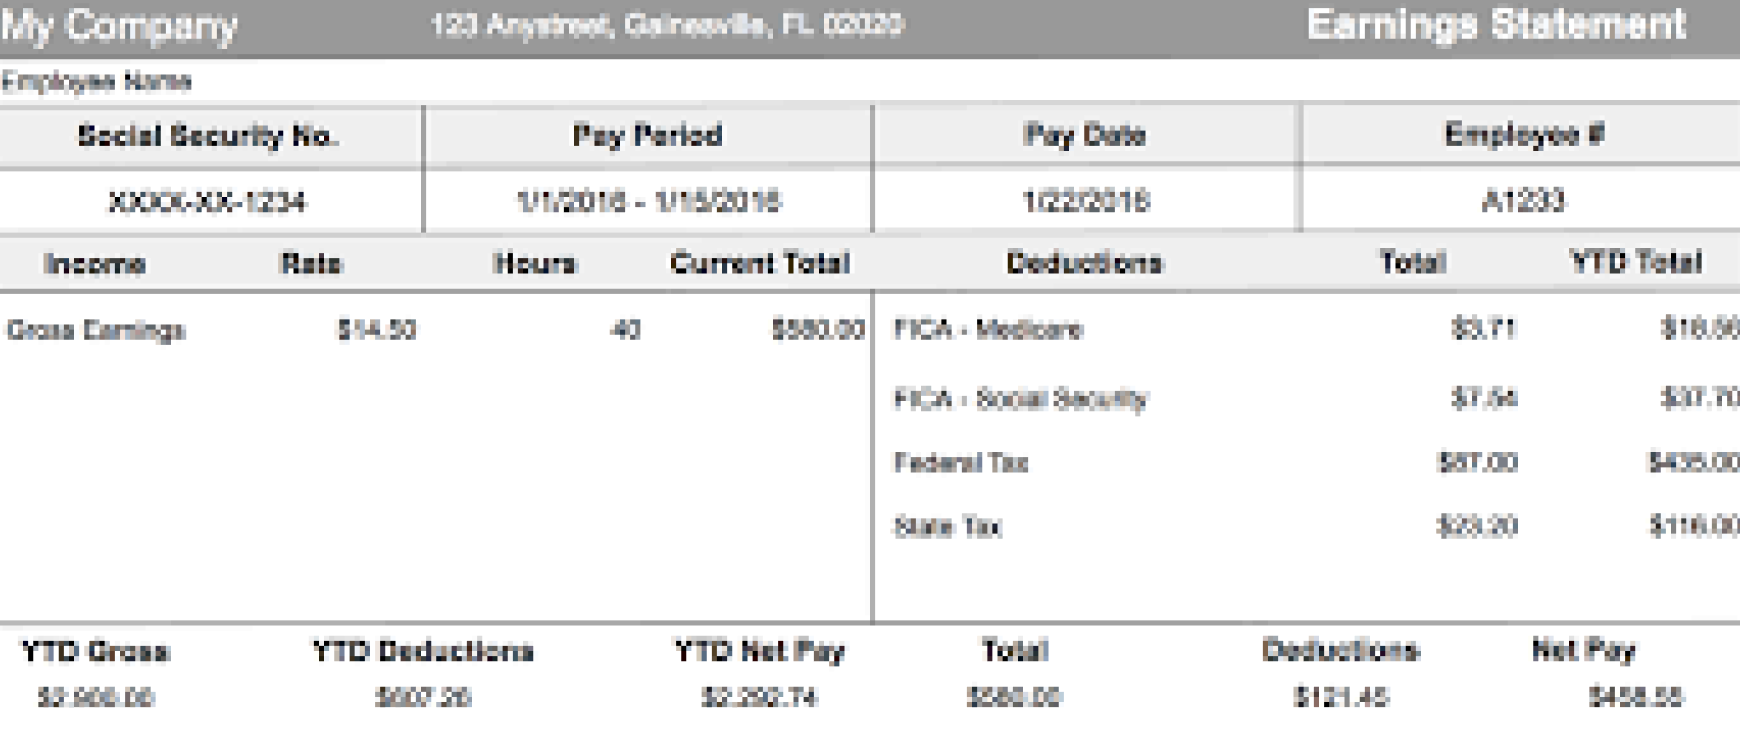 My Company 123 Anystreet, Gainesville, FL 02020 Earnings Statement
Employee Name
Social Security No. Pay Period Pay Date Employee #
XXXX-XX-1234 1/1/2016 - 1/15/2016 1/22/2016 A1233
Income Rate Hours Current Total Deductions Total YTD Total
Gross Earnings $14.50 40 $580.00 FICA - Medicare $3.71
FICA - Social Security $7.54 $37.70
Federal Tax $87.00 $435.00
State Tax $23.20 $116.00
YTD Gross YTD Deductions YTD Net Pay Total Deductions Net Pay
$2,900.00 $607.26 $2,292.74 $580.00 $121.45 $458.55